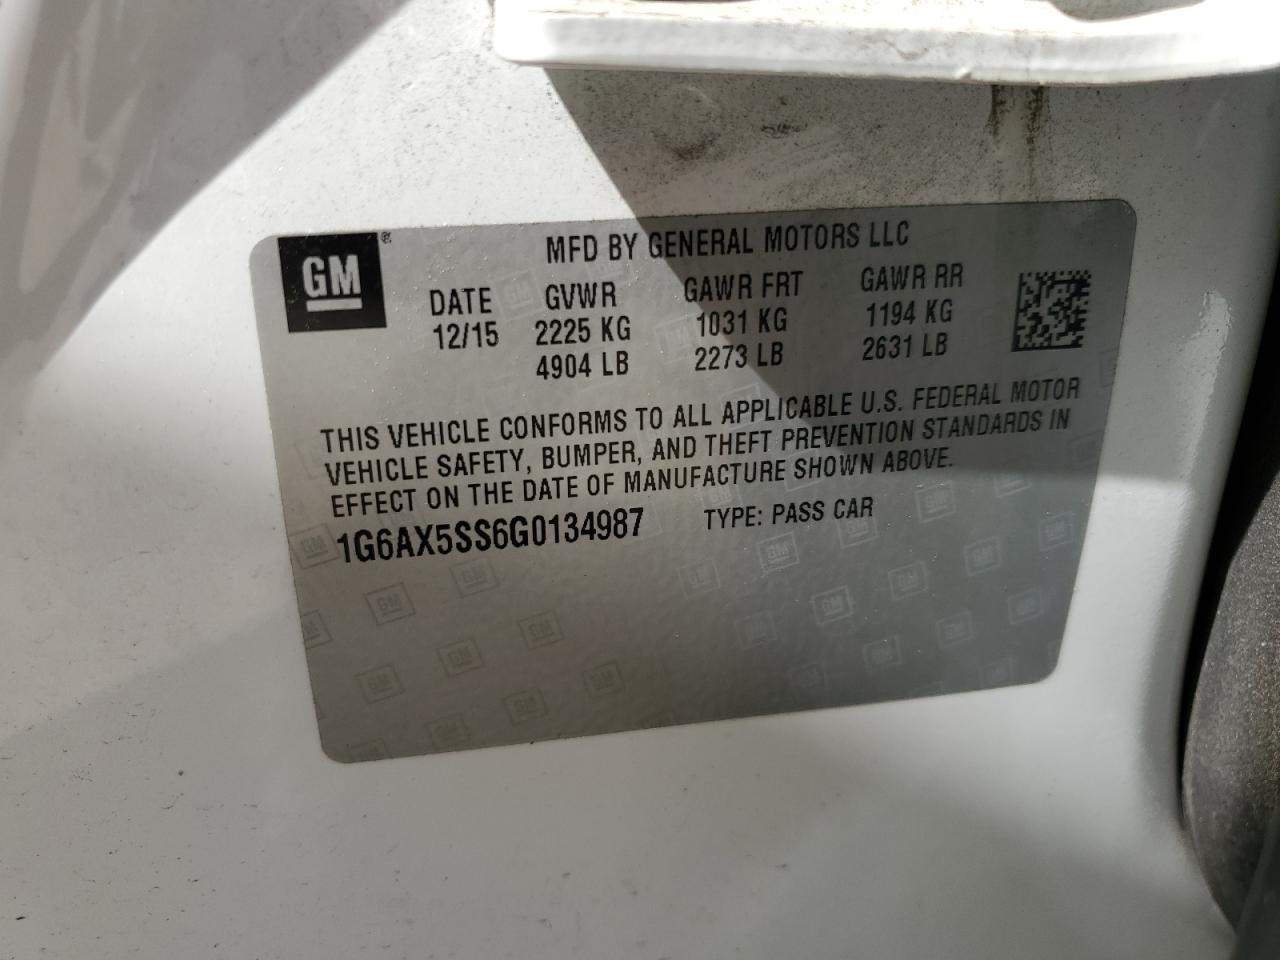 GM ®
MFD BY GENERAL MOTORS LLC
DATE GVWR GAWR FRT GAWR RR
12/15 2225 KG 1031 KG 1194 KG
4904 LB 2273 LB 2631 LB
THIS VEHICLE CONFORMS TO ALL APPLICABLE U.S. FEDERAL MOTOR
VEHICLE SAFETY, BUMPER, AND THEFT PREVENTION STANDARDS IN
EFFECT ON THE DATE OF MANUFACTURE SHOWN ABOVE.
1G6AX5SS6G0134987 TYPE: PASS CAR